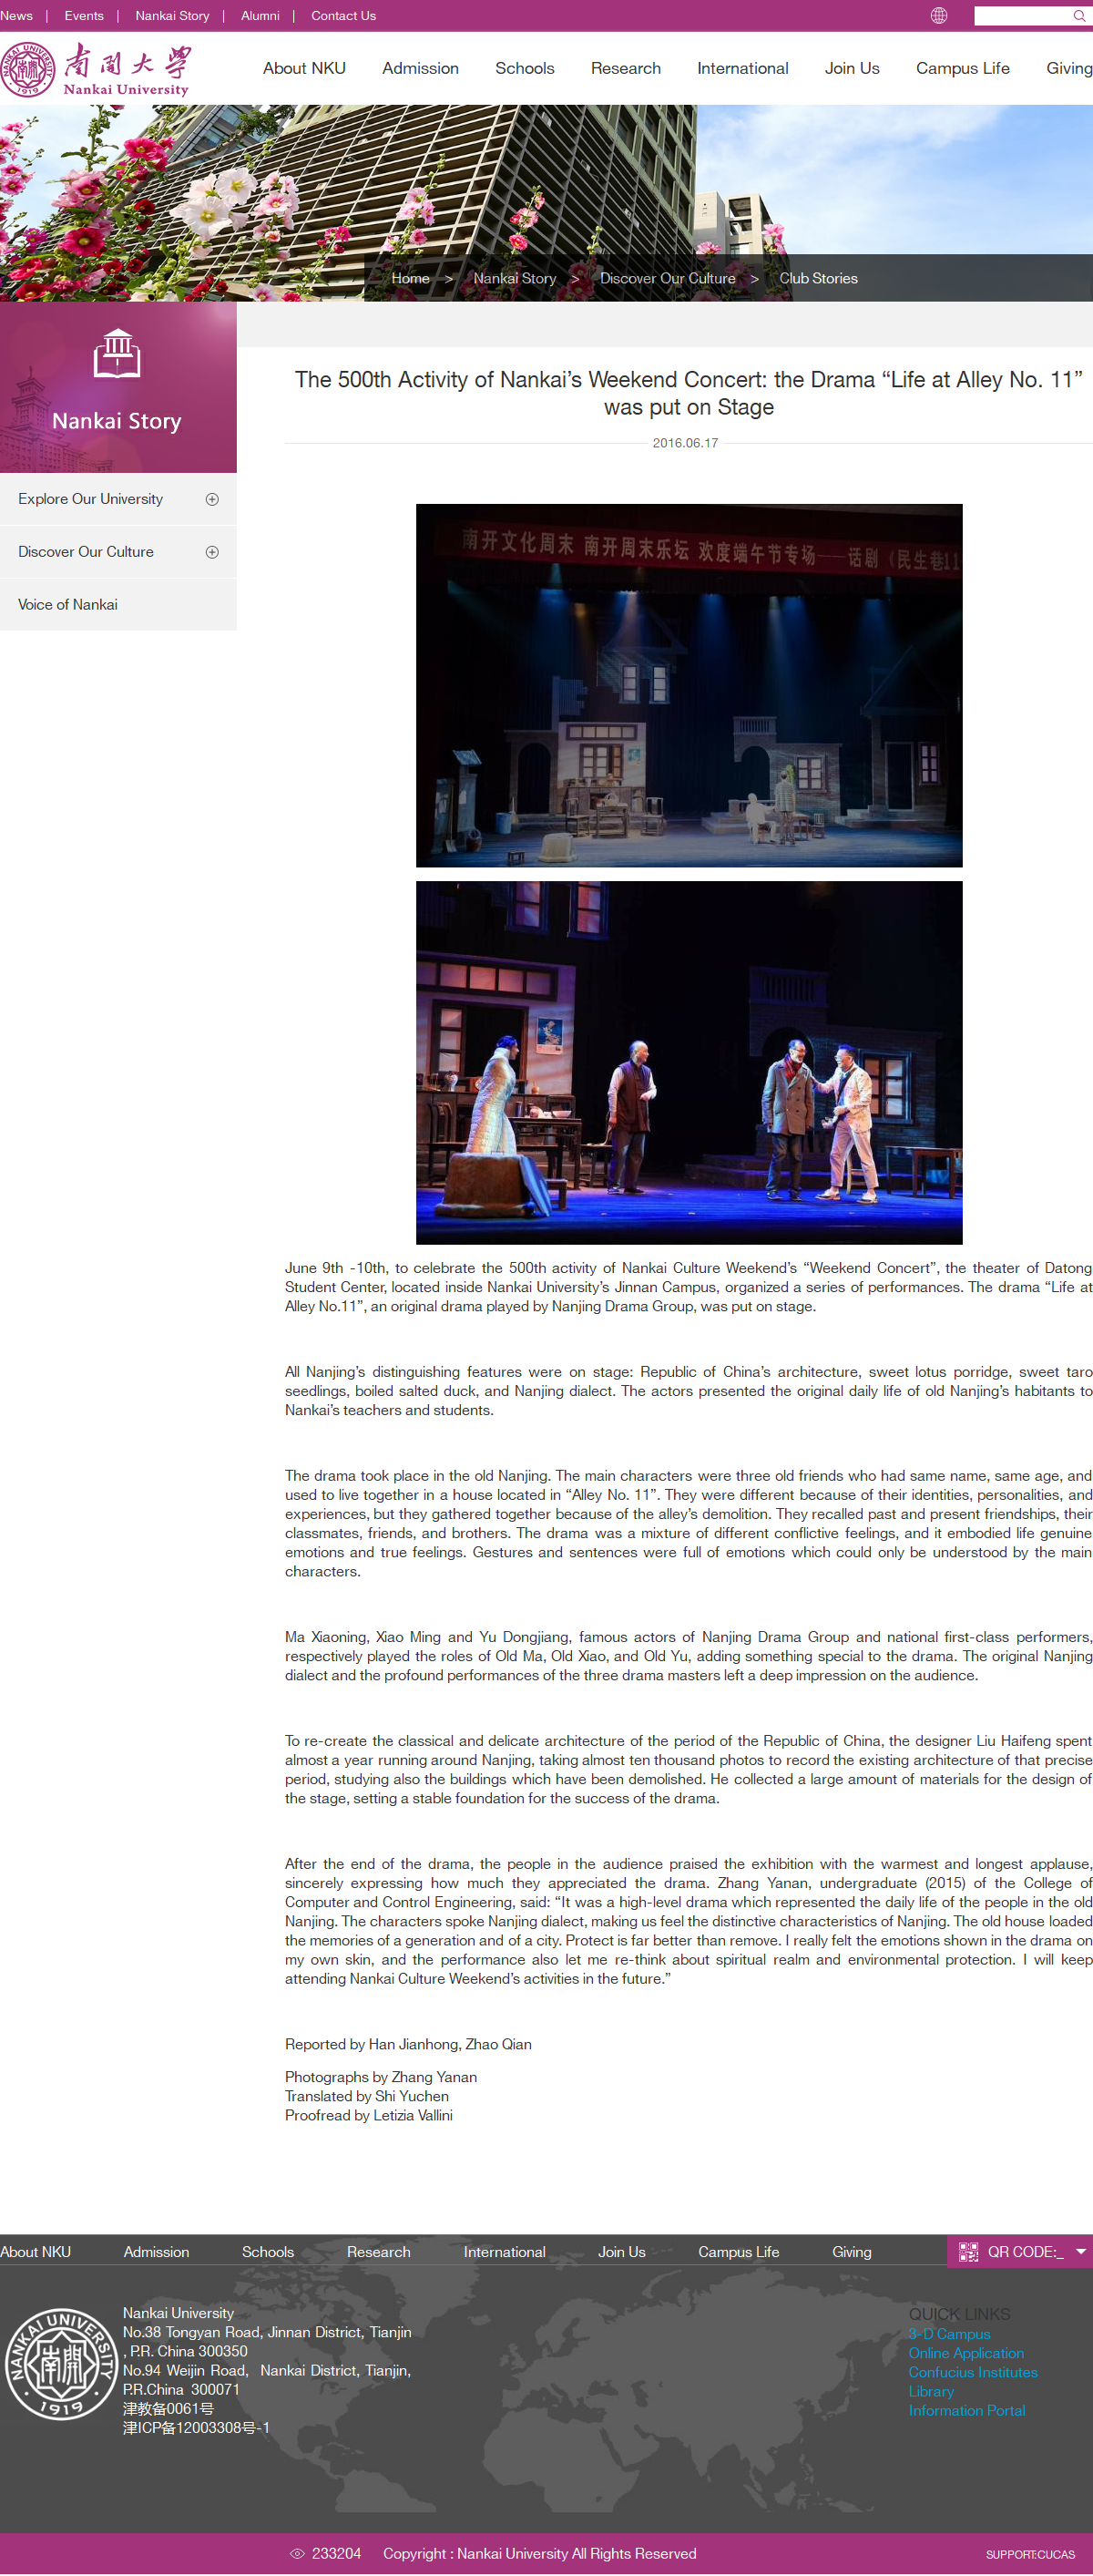 News | Events | Nankai Story | Alumni | Contact Us
南開大學
Nankai University
NANKAI UNIVERSITY
1919
About NKU Admission Schools Research International Join Us Campus Life Giving
Home > Nankai Story > Discover Our Culture > Club Stories
Nankai Story
Explore Our University
Discover Our Culture
Voice of Nankai
The 500th Activity of Nankai’s Weekend Concert: the Drama “Life at Alley No. 11”
was put on Stage
2016.06.17
南开文化周末 南开周末乐坛 欢度端午节专场——话剧《民生巷11
June 9th -10th, to celebrate the 500th activity of Nankai Culture Weekend’s “Weekend Concert”, the theater of Datong
Student Center, located inside Nankai University’s Jinnan Campus, organized a series of performances. The drama “Life at
Alley No.11”, an original drama played by Nanjing Drama Group, was put on stage.
All Nanjing’s distinguishing features were on stage: Republic of China’s architecture, sweet lotus porridge, sweet taro
seedlings, boiled salted duck, and Nanjing dialect. The actors presented the original daily life of old Nanjing’s habitants to
Nankai’s teachers and students.
The drama took place in the old Nanjing. The main characters were three old friends who had same name, same age, and
used to live together in a house located in “Alley No. 11”. They were different because of their identities, personalities, and
experiences, but they gathered together because of the alley’s demolition. They recalled past and present friendships, their
classmates, friends, and brothers. The drama was a mixture of different conflictive feelings, and it embodied life genuine
emotions and true feelings. Gestures and sentences were full of emotions which could only be understood by the main
characters.
Ma Xiaoning, Xiao Ming and Yu Dongjiang, famous actors of Nanjing Drama Group and national first-class performers,
respectively played the roles of Old Ma, Old Xiao, and Old Yu, adding something special to the drama. The original Nanjing
dialect and the profound performances of the three drama masters left a deep impression on the audience.
To re-create the classical and delicate architecture of the period of the Republic of China, the designer Liu Haifeng spent
almost a year running around Nanjing, taking almost ten thousand photos to record the existing architecture of that precise
period, studying also the buildings which have been demolished. He collected a large amount of materials for the design of
the stage, setting a stable foundation for the success of the drama.
After the end of the drama, the people in the audience praised the exhibition with the warmest and longest applause,
sincerely expressing how much they appreciated the drama. Zhang Yanan, undergraduate (2015) of the College of
Computer and Control Engineering, said: “It was a high-level drama which represented the daily life of the people in the old
Nanjing. The characters spoke Nanjing dialect, making us feel the distinctive characteristics of Nanjing. The old house loaded
the memories of a generation and of a city. Protect is far better than remove. I really felt the emotions shown in the drama on
my own skin, and the performance also let me re-think about spiritual realm and environmental protection. I will keep
attending Nankai Culture Weekend’s activities in the future.”
Reported by Han Jianhong, Zhao Qian
Photographs by Zhang Yanan
Translated by Shi Yuchen
Proofread by Letizia Vallini
About NKU Admission Schools Research International Join Us Campus Life Giving QR CODE:_
NANKAI UNIVERSITY
1919
Nankai University
No.38 Tongyan Road, Jinnan District, Tianjin
, P.R. China 300350
No.94 Weijin Road, Nankai District, Tianjin,
P.R.China 300071
津教备0061号
津ICP备12003308号-1
QUICK LINKS
3-D Campus
Online Application
Confucius Institutes
Library
Information Portal
233204 Copyright : Nankai University All Rights Reserved
SUPPORT:CUCAS